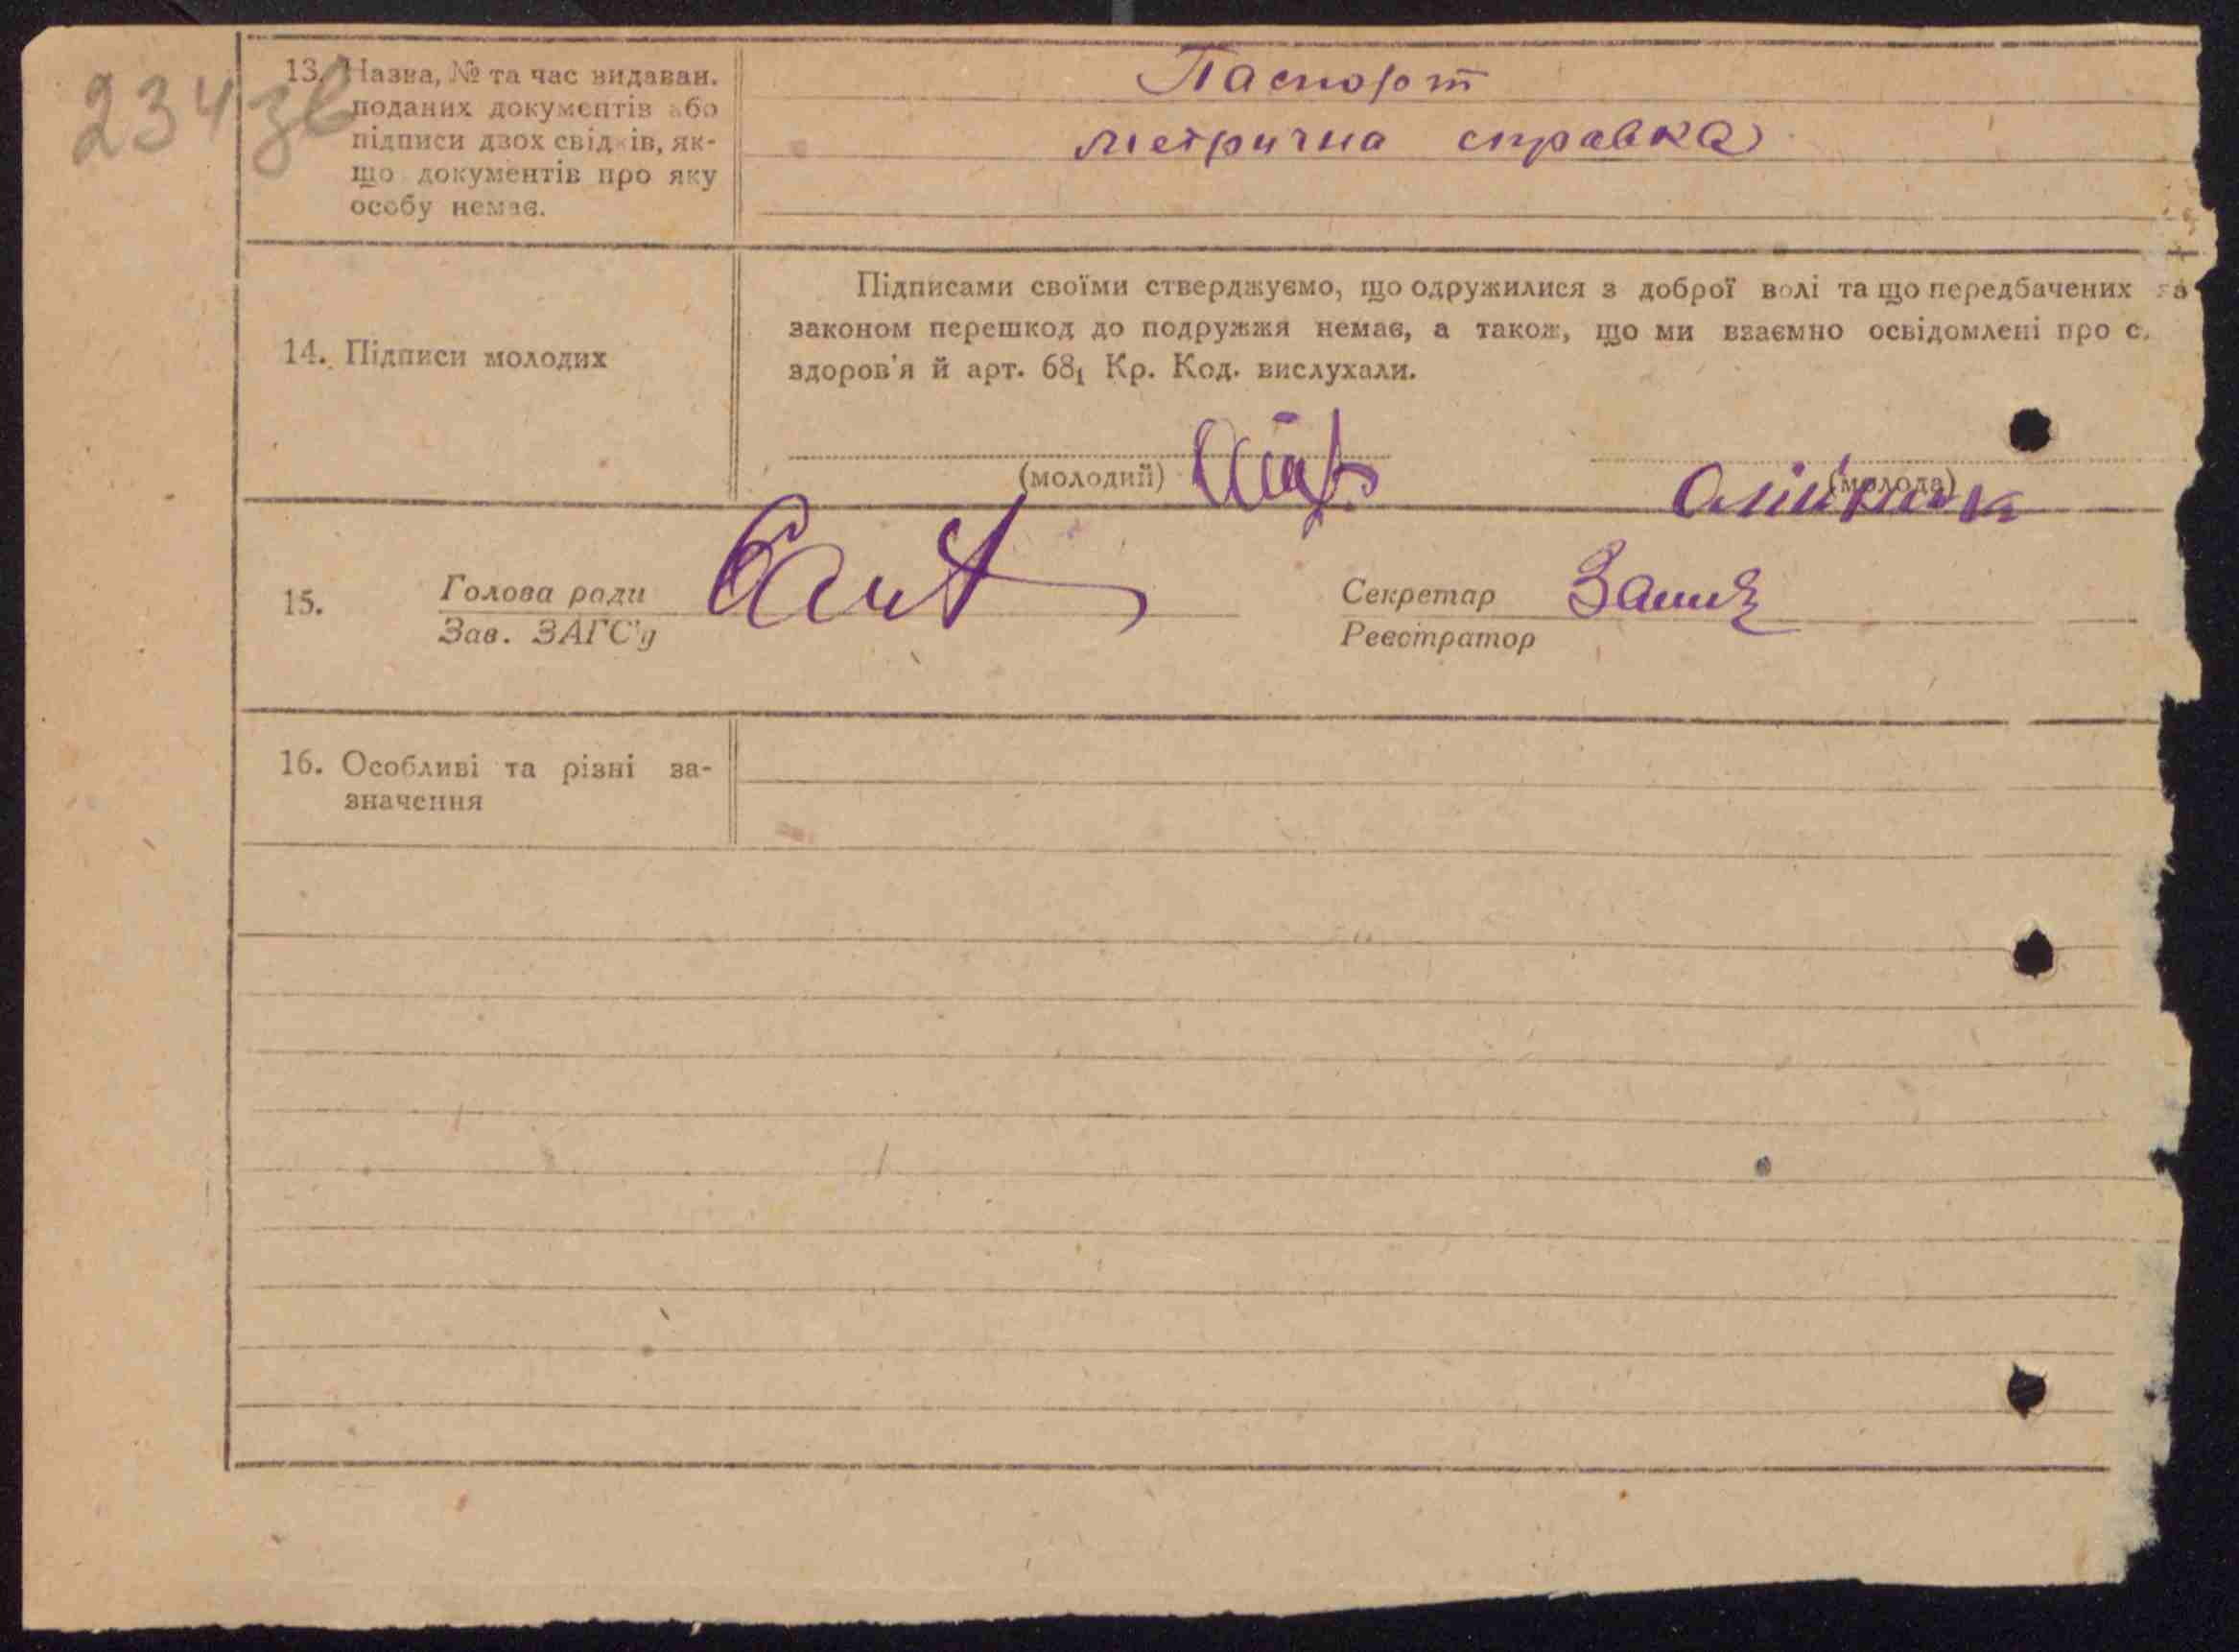 234зв
13. Назва, № та час видаван.
поданих документів або
підписи двох свідків, як-
що документів про яку
особу немає.
Паспорт
метрична справка
14. Підписи молодих
Підписами своїми стверджуємо, що одружилися з доброї волі та що передбачених за
законом перешкод до подружжя немає, а також, що ми взаємно освідомлені про с.
здоров'я й арт. 68₁ Кр. Код. вислухали.
(молодий)
(молода)
15.
Голова ради
Зав. ЗАГС'у
Секретар
Реєстратор
16. Особливі та різні за-
значення